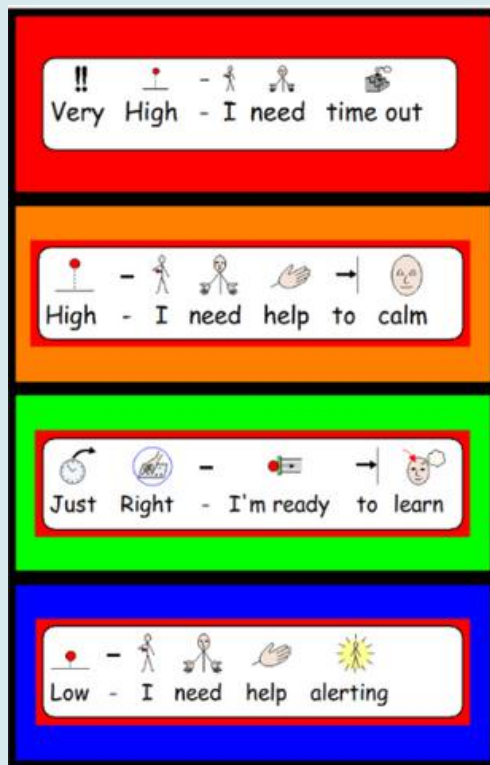 Very High - I need time out
High - I need help to calm
Just Right - I'm ready to learn
Low - I need help alerting